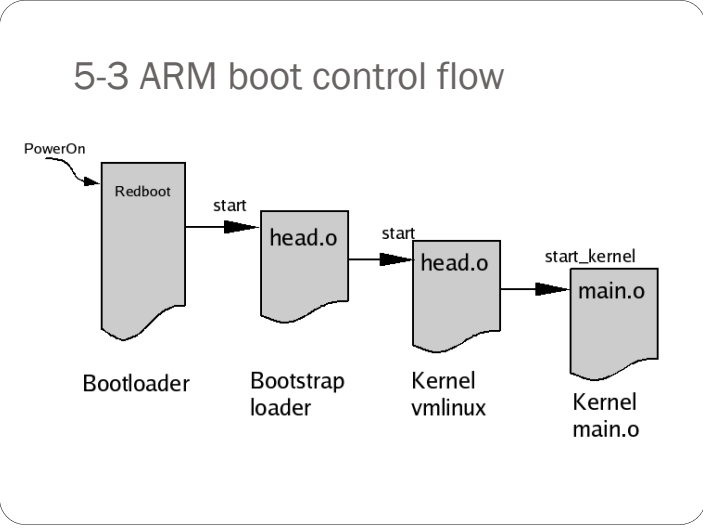 5-3 ARM boot control flow
PowerOn
Redboot
start
head.o
start
head.o
start_kernel
main.o
Bootloader
Bootstrap
loader
Kernel
vmlinux
Kernel
main.o